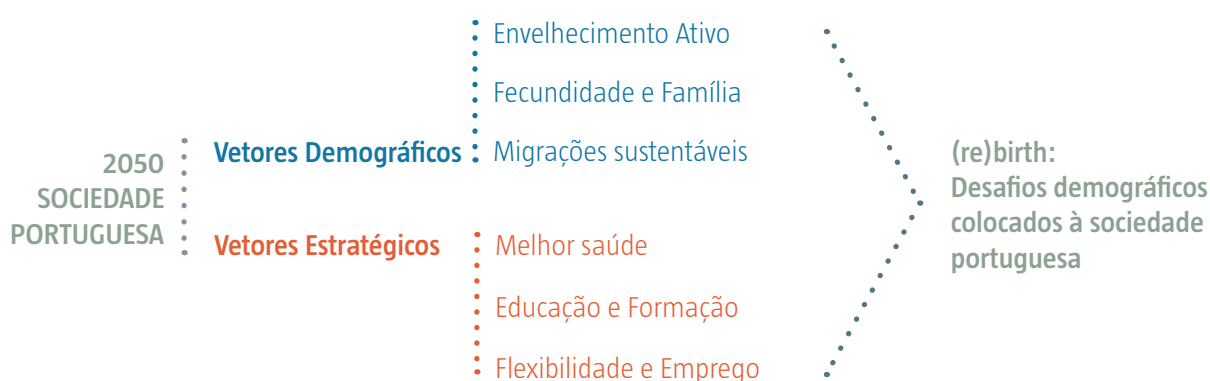 2050
SOCIEDADE
PORTUGUESA
Vetores Demográficos
Envelhecimento Ativo
Fecundidade e Família
Migrações sustentáveis
Vetores Estratégicos
Melhor saúde
Educação e Formação
Flexibilidade e Emprego
(re)birth:
Desafios demográficos
colocados à sociedade
portuguesa